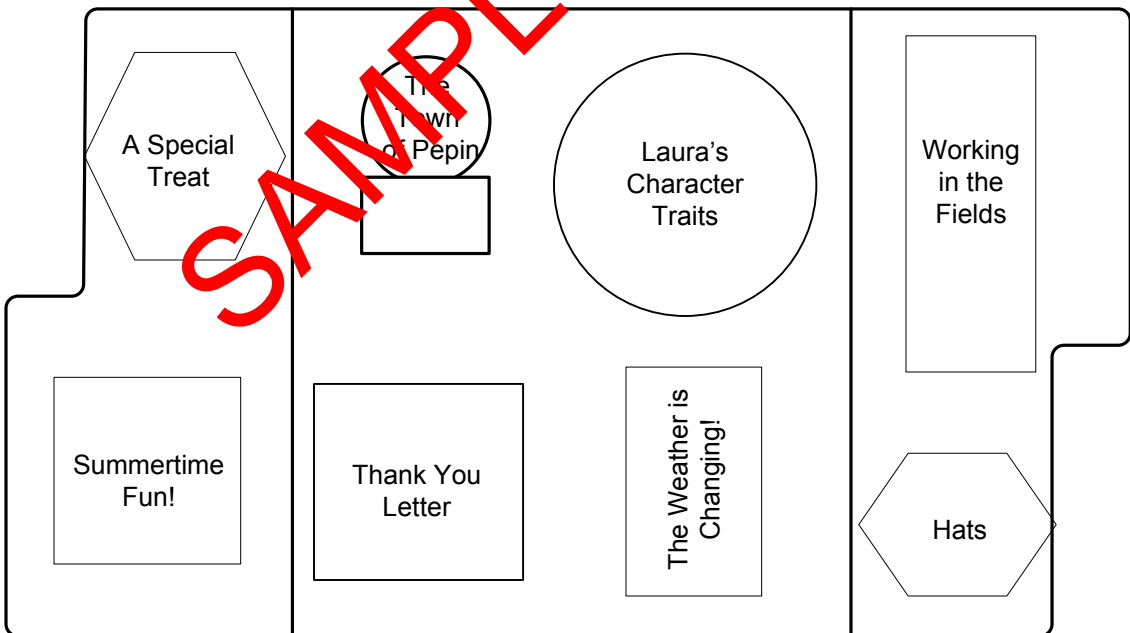 A Special
Treat
The
Town
of Pepin
Laura's
Character
Traits
Working
in the
Fields
Summertime
Fun!
Thank You
Letter
The Weather is
Changing!
Hats
SAMPL